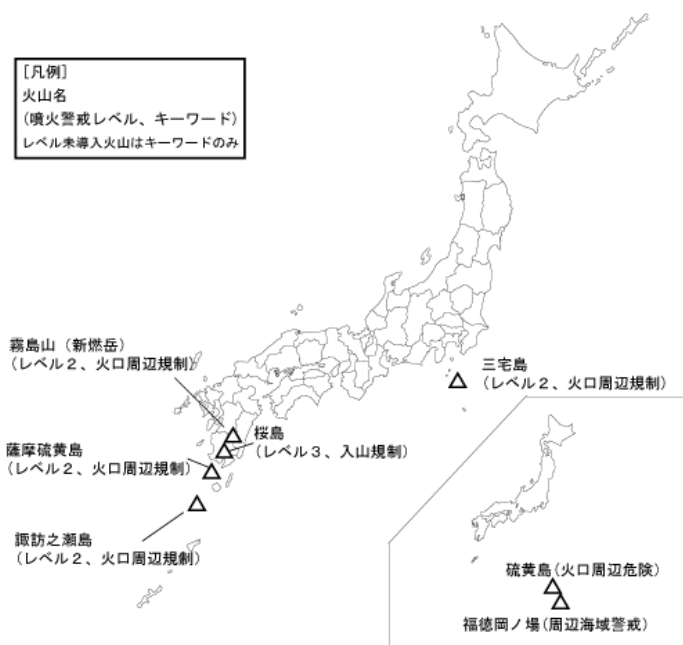 ［凡例］
火山名
（噴火警戒レベル、キーワード）
レベル未導入火山はキーワードのみ
霧島山（新燃岳）
（レベル２、火口周辺規制）
三宅島
（レベル２、火口周辺規制）
桜島
（レベル３、入山規制）
薩摩硫黄島
（レベル２、火口周辺規制）
諏訪之瀬島
（レベル２、火口周辺規制）
硫黄島（火口周辺危険）
福徳岡ノ場（周辺海域警戒）